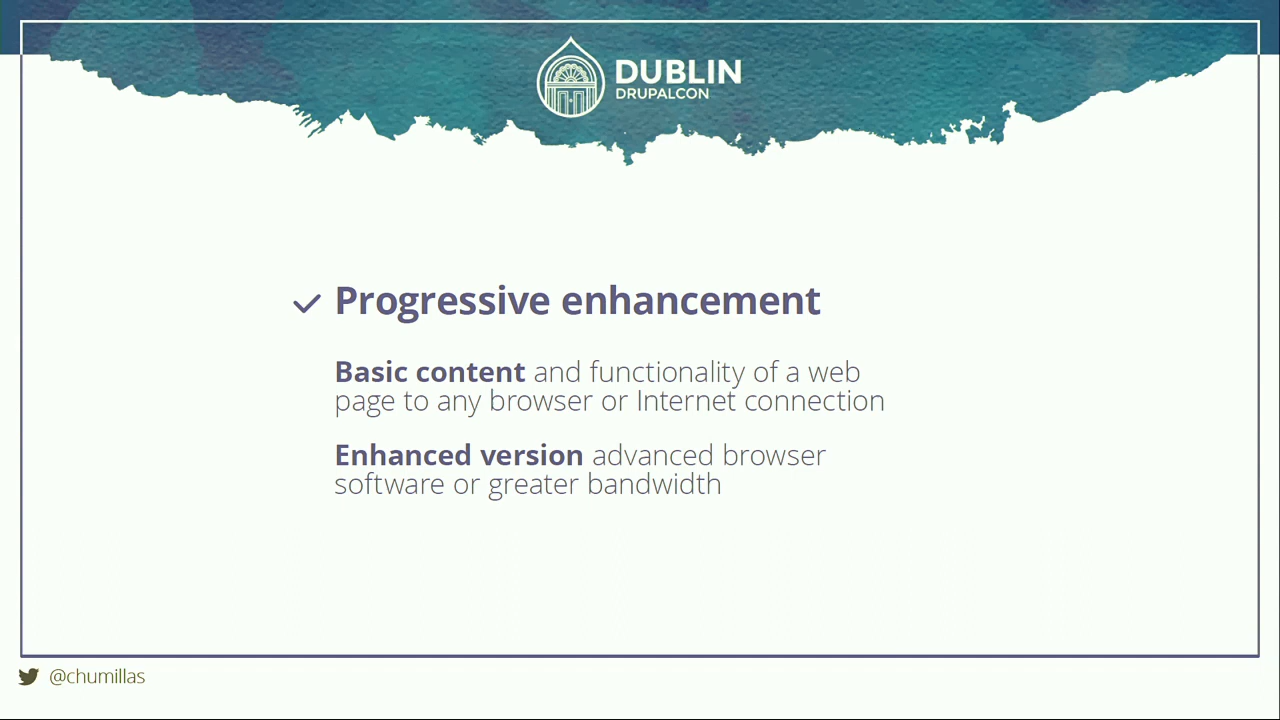 DUBLIN
DRUPALCON
Progressive enhancement
Basic content and functionality of a web
page to any browser or Internet connection
Enhanced version advanced browser
software or greater bandwidth
@chumillas